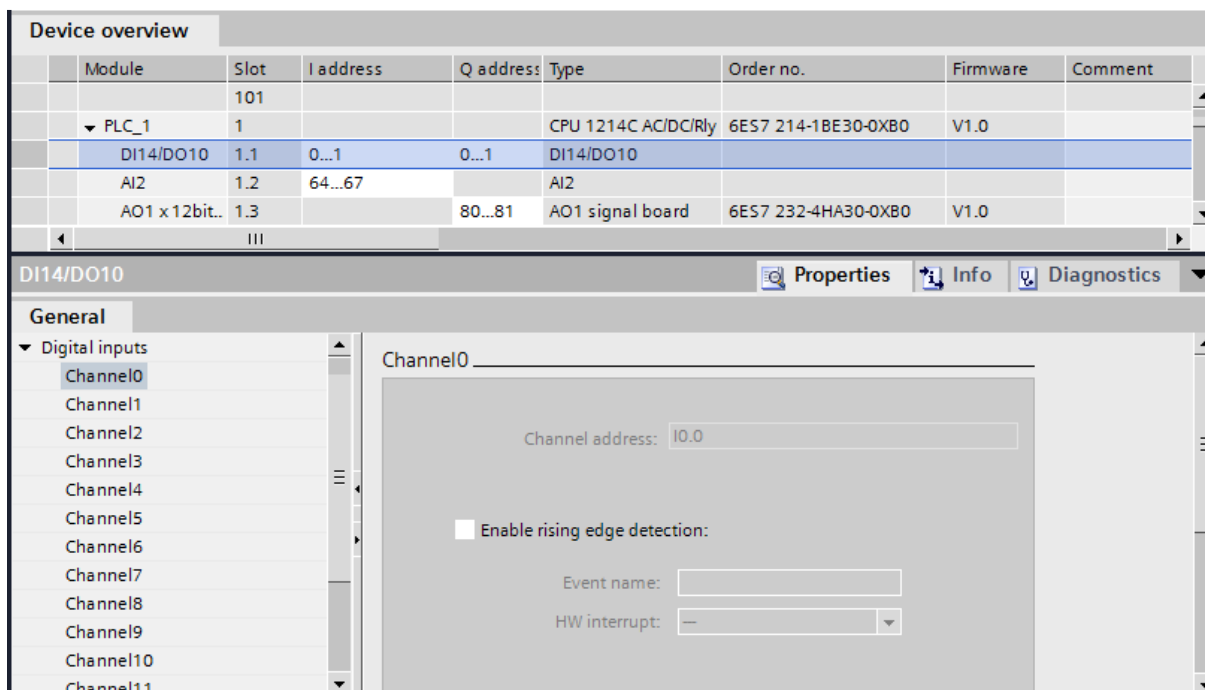 Device overview
Module Slot I address Q address Type Order no. Firmware Comment
101
PLC_1 1 CPU 1214C AC/DC/Rly 6ES7 214-1BE30-0XB0 V1.0
DI14/DO10 1.1 0...1 0...1 DI14/DO10
AI2 1.2 64...67 AI2
AO1 x 12bit.. 1.3 80...81 AO1 signal board 6ES7 232-4HA30-0XB0 V1.0
DI14/DO10 Properties Info Diagnostics
General
Digital inputs
Channel0
Channel1
Channel2
Channel3
Channel4
Channel5
Channel6
Channel7
Channel8
Channel9
Channel10
Channel11
Channel0
Channel address: I0.0
Enable rising edge detection:
Event name:
HW interrupt: ---